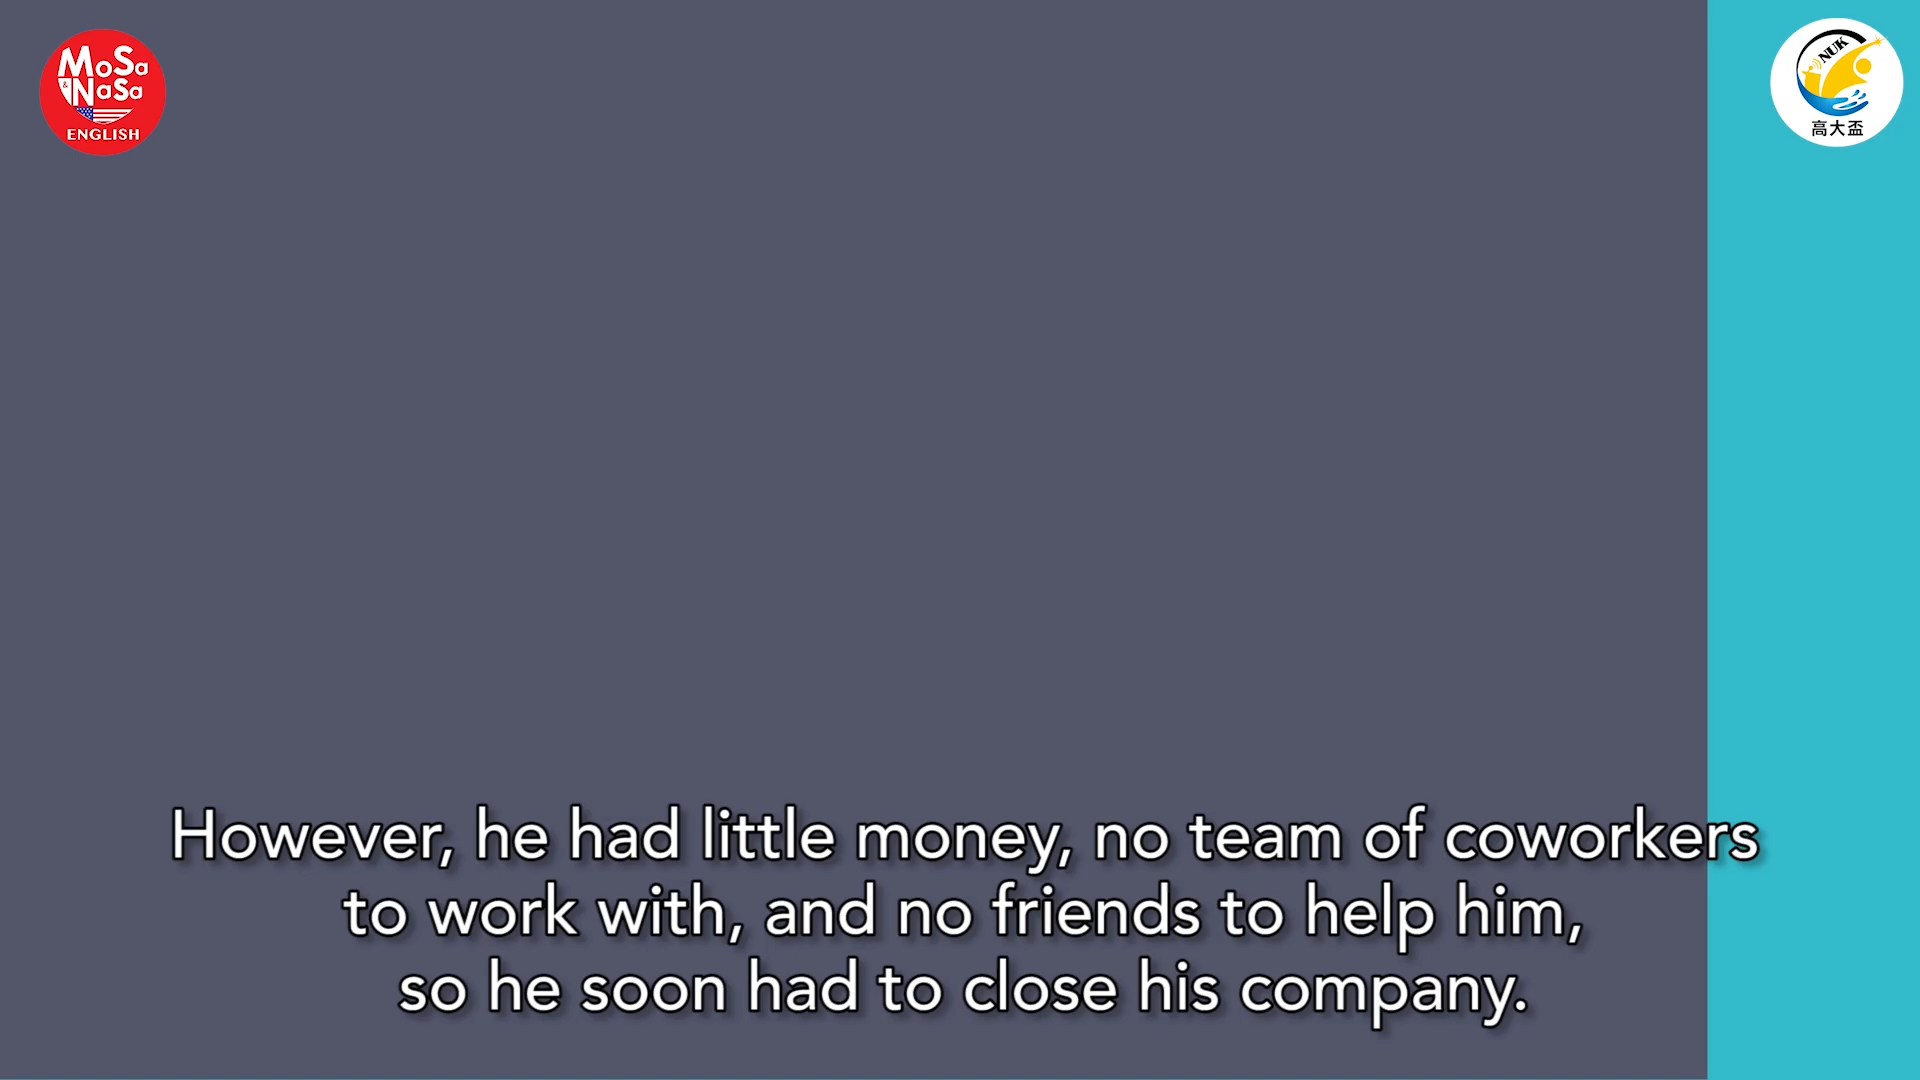 MoSa
&NaSa
ENGLISH
NUK
高大盃
However, he had little money, no team of coworkers
to work with, and no friends to help him,
so he soon had to close his company.